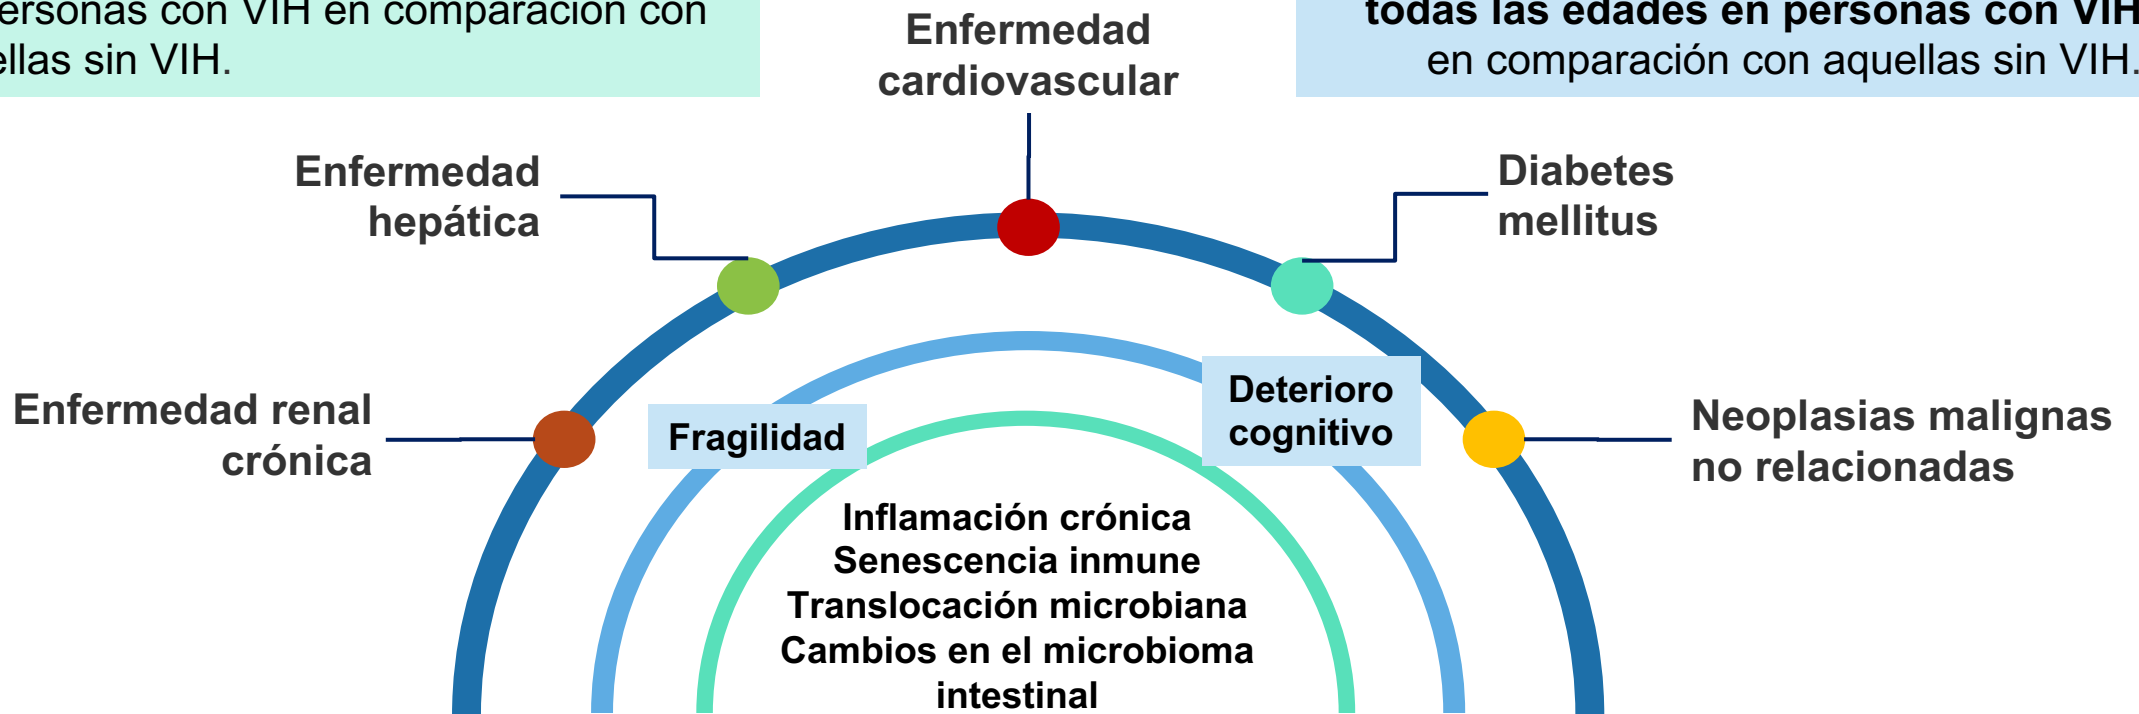 personas con VIH en comparación con
ellas sin VIH.
Enfermedad
cardiovascular
todas las edades en personas con VIH
en comparación con aquellas sin VIH.
Enfermedad
hepática
Diabetes
mellitus
Enfermedad renal
crónica
Fragilidad
Deterioro
cognitivo
Neoplasias malignas
no relacionadas
Inflamación crónica
Senescencia inmune
Translocación microbiana
Cambios en el microbioma
intestinal